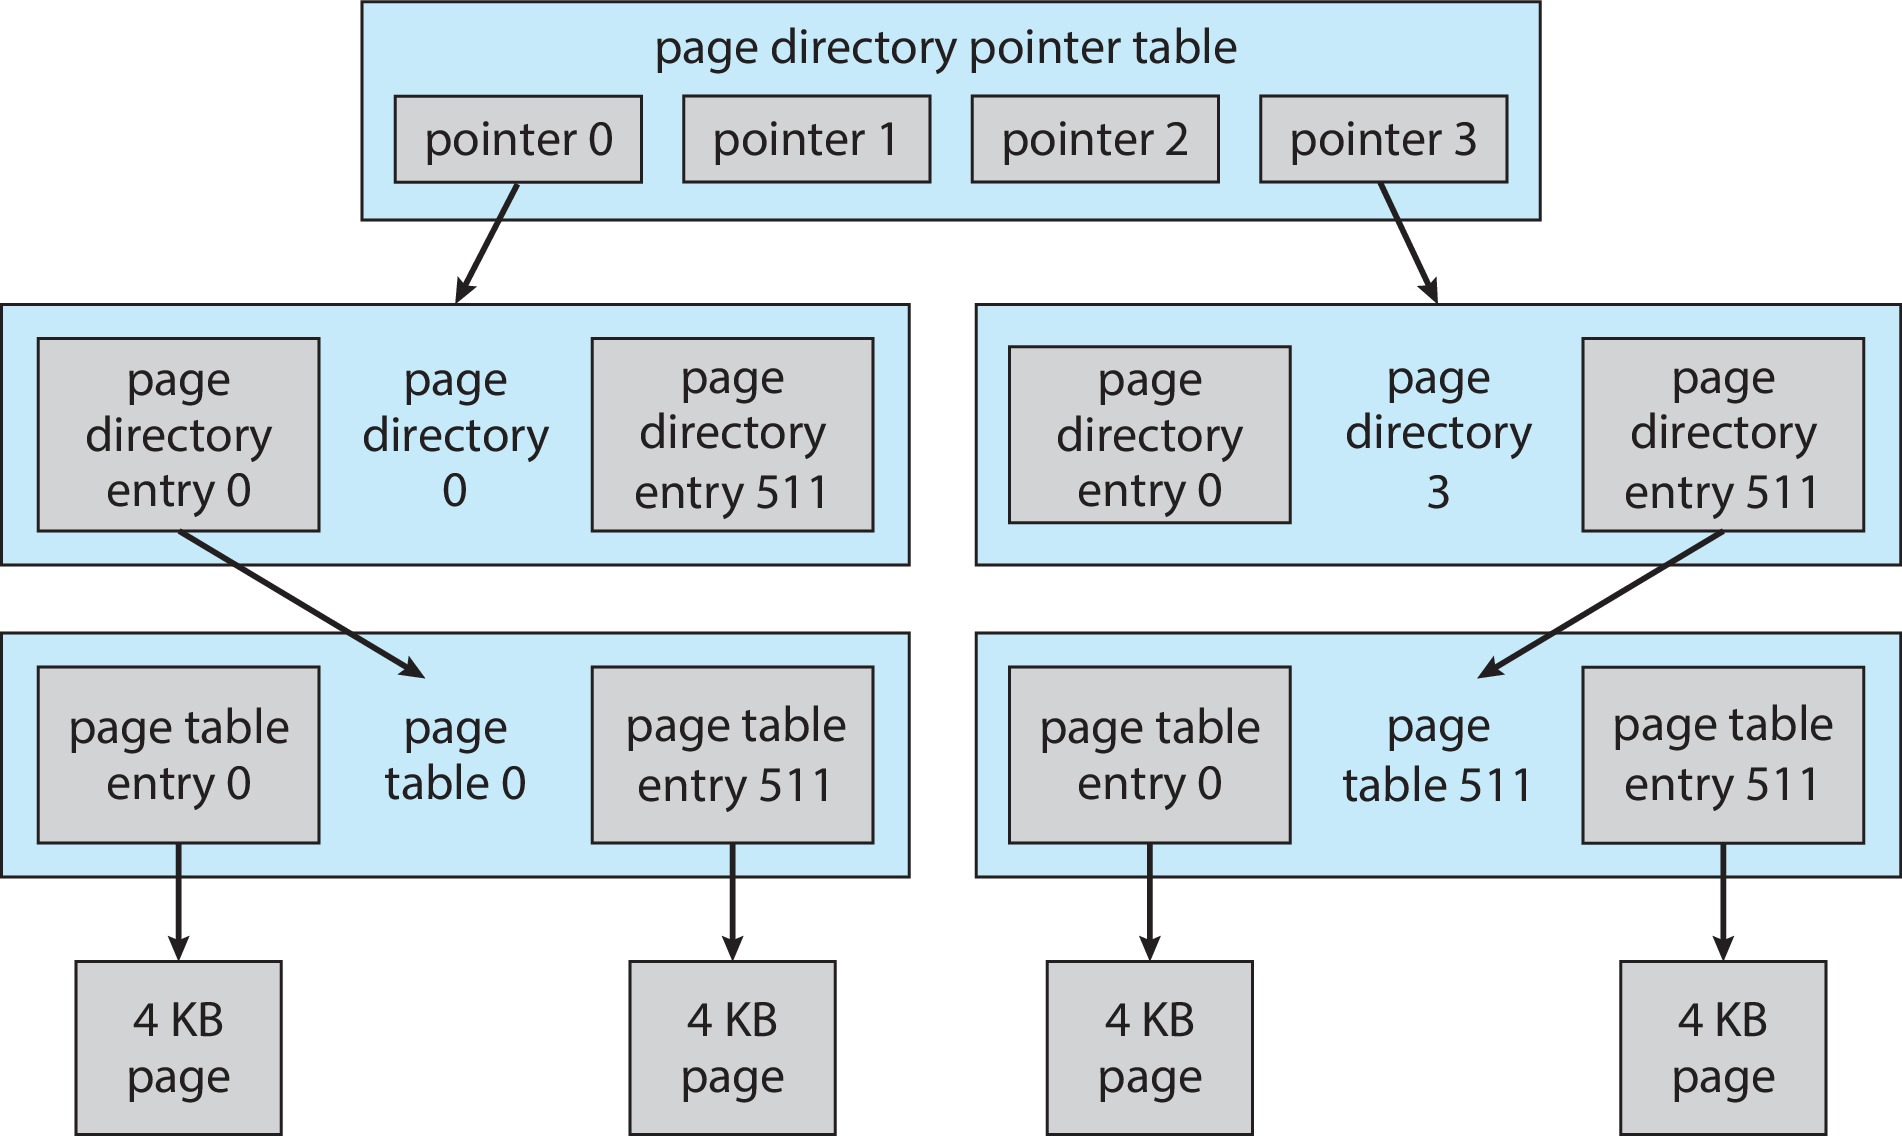 page directory pointer table
pointer 0
pointer 1
pointer 2
pointer 3
page
directory
entry 0
page
directory
0
page
directory
entry 511
page
directory
entry 0
page
directory
3
page
directory
entry 511
page table
entry 0
page
table 0
page table
entry 511
page table
entry 0
page
table 511
page table
entry 511
4 KB
page
4 KB
page
4 KB
page
4 KB
page